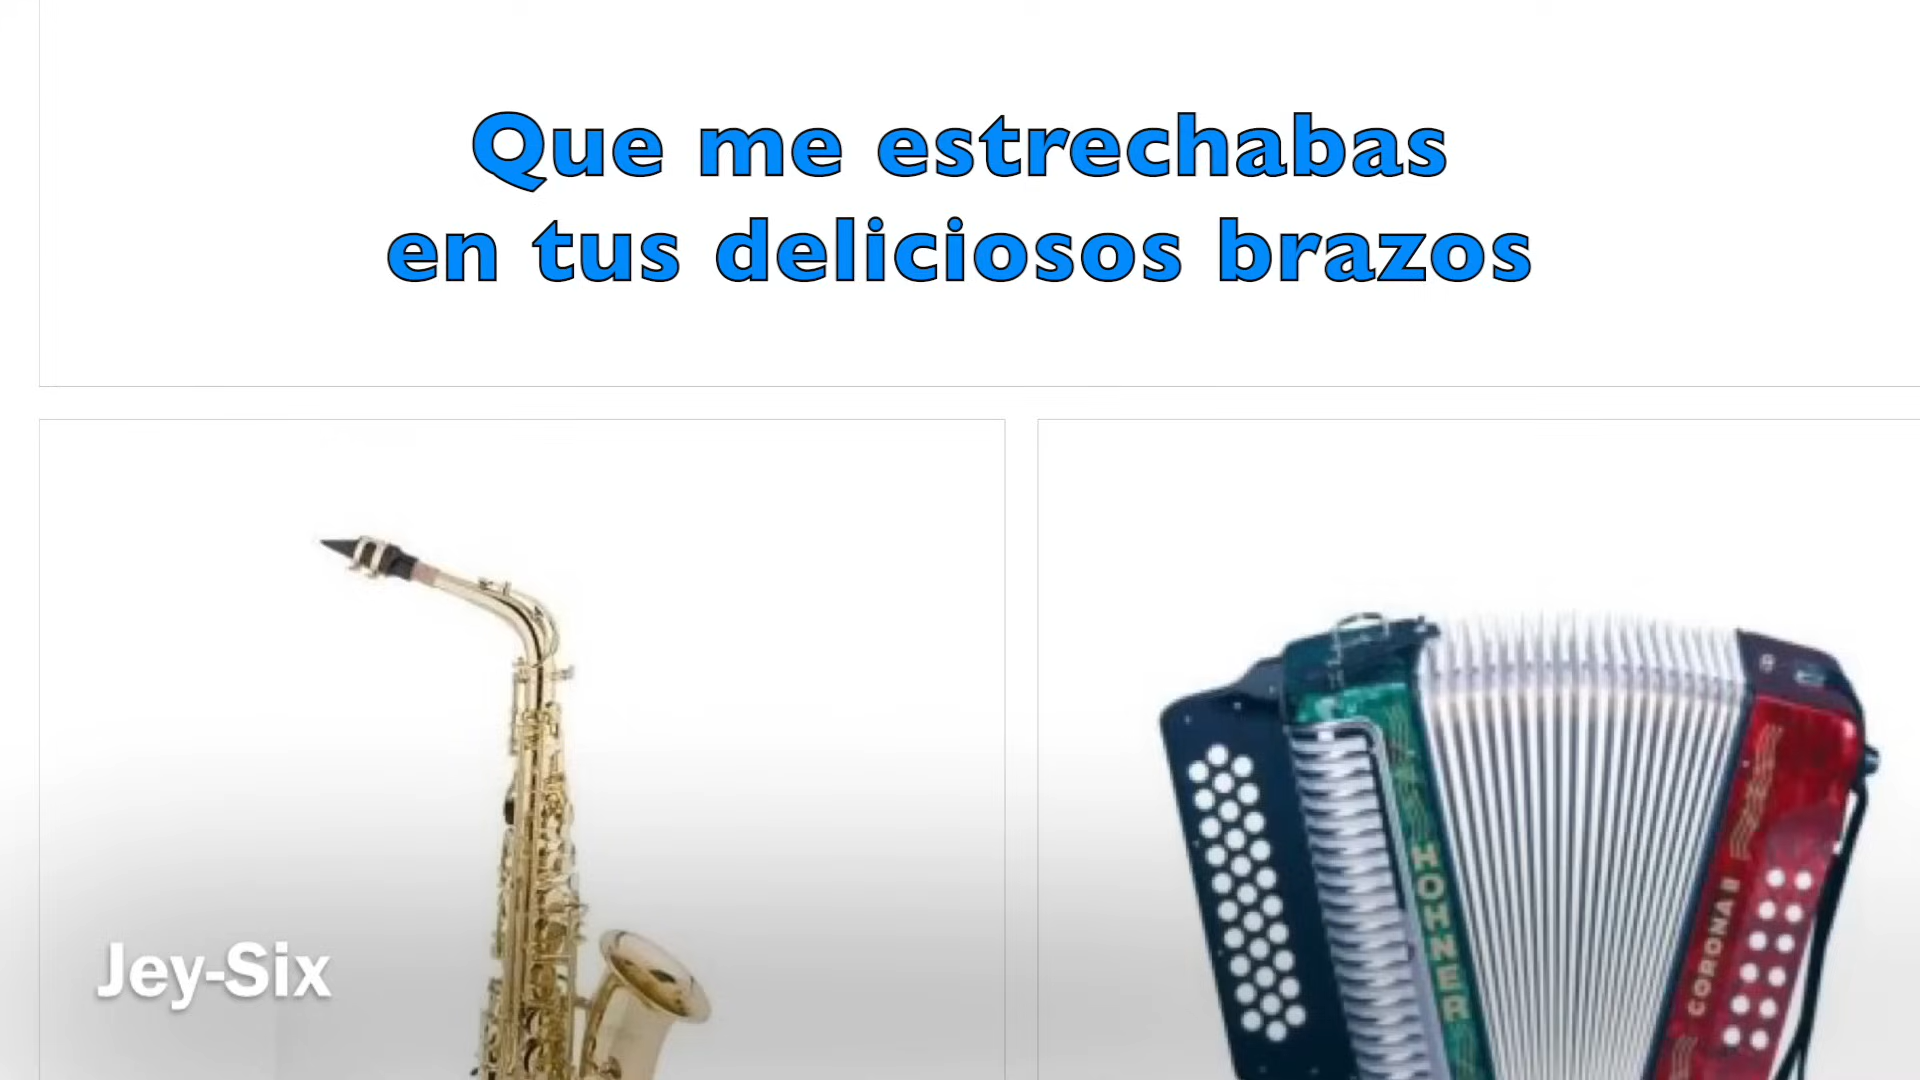 Que me estrechabas
en tus deliciosos brazos
HOHNER
CORONA II
Jey-Six